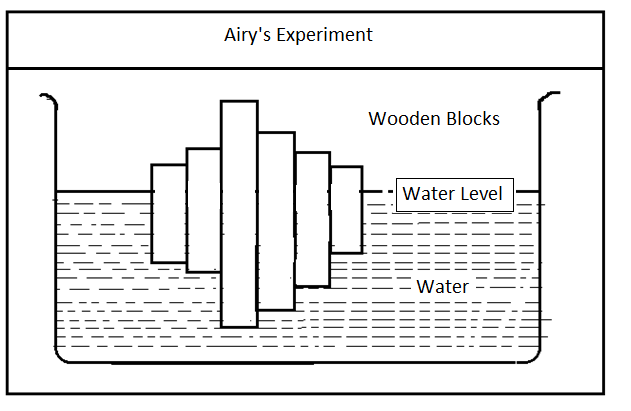 Airy's Experiment
Wooden Blocks
Water Level
Water